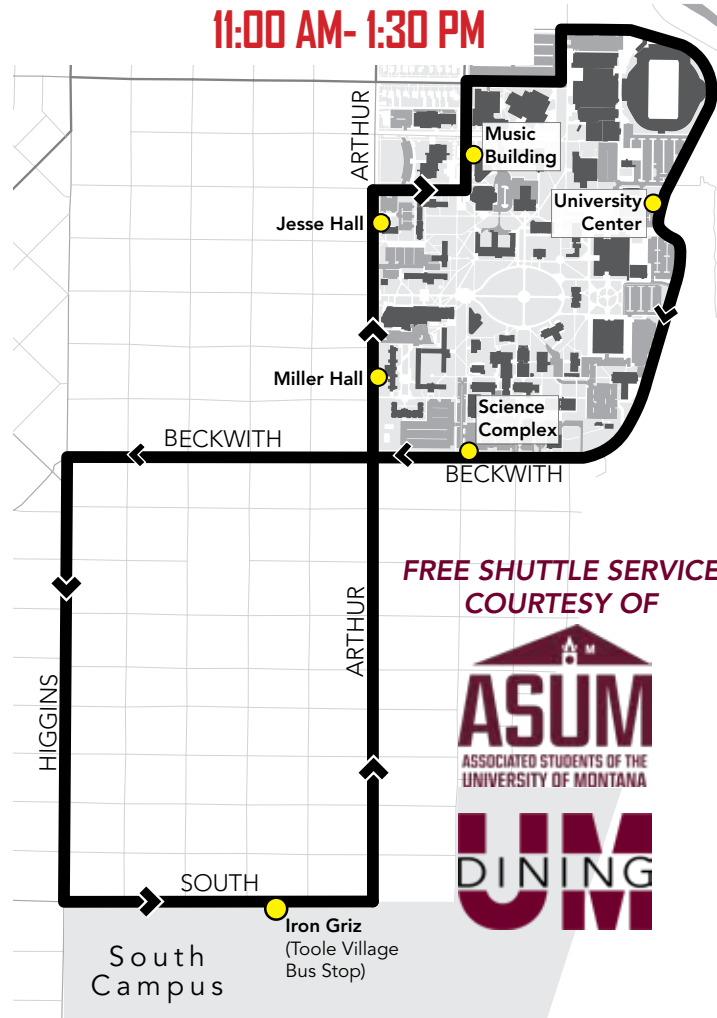 11:00 AM- 1:30 PM
ARTHUR
Music
Building
University
Center
Jesse Hall
Miller Hall
Science
Complex
BECKWITH
BECKWITH
FREE SHUTTLE SERVICE
COURTESY OF
ARTHUR
HIGGINS
M
ASUM
ASSOCIATED STUDENTS OF THE
UNIVERSITY OF MONTANA
UM
DINING
SOUTH
Iron Griz
(Toole Village
Bus Stop)
South
Campus